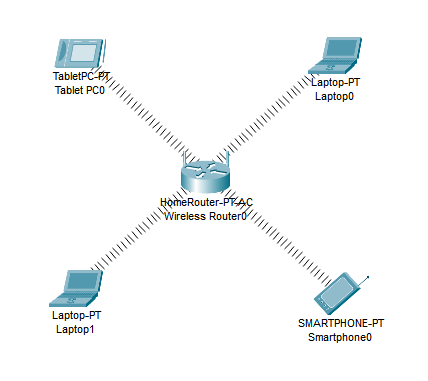 TabletPC-PT
Tablet PC0
Laptop-PT
Laptop0
HomeRouter-PT-AC
Wireless Router0
Laptop-PT
Laptop1
SMARTPHONE-PT
Smartphone0